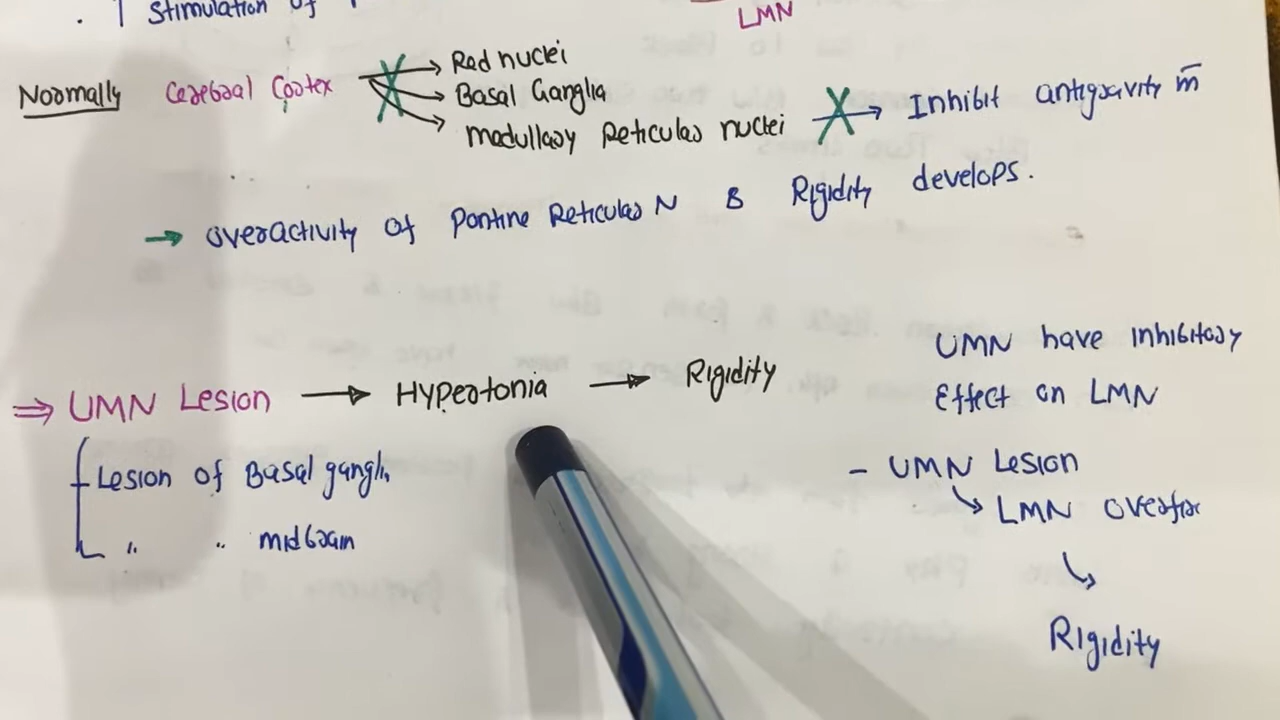 . ↑ Stimulation of
LMN
Normally Cerebral Cortex → Red nuclei
→ Basal Ganglia
→ medullary Reticular nuclei → Inhibit antigravity m̅
→ overactivity of Pontine Reticular N & Rigidity develops.
UMN have inhibitory
Effect on LMN
⇒ UMN Lesion → Hypertonia → Rigidity
Lesion of Basal gangli
" " midbrain
- UMN Lesion
↳ LMN overfire
↳
Rigidity